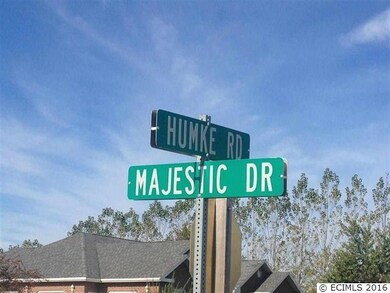 HUMKE RD
MAJESTIC DR
© ECIMLS 2016